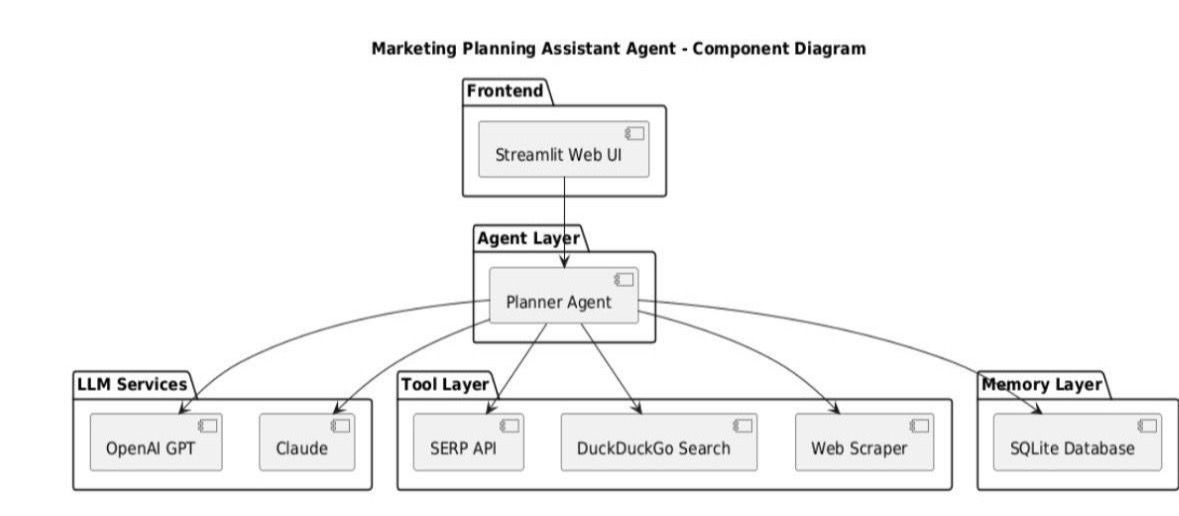 Marketing Planning Assistant Agent - Component Diagram
Frontend
Streamlit Web UI
Agent Layer
Planner Agent
LLM Services
OpenAI GPT
Claude
Tool Layer
SERP API
DuckDuckGo Search
Web Scraper
Memory Layer
SQLite Database